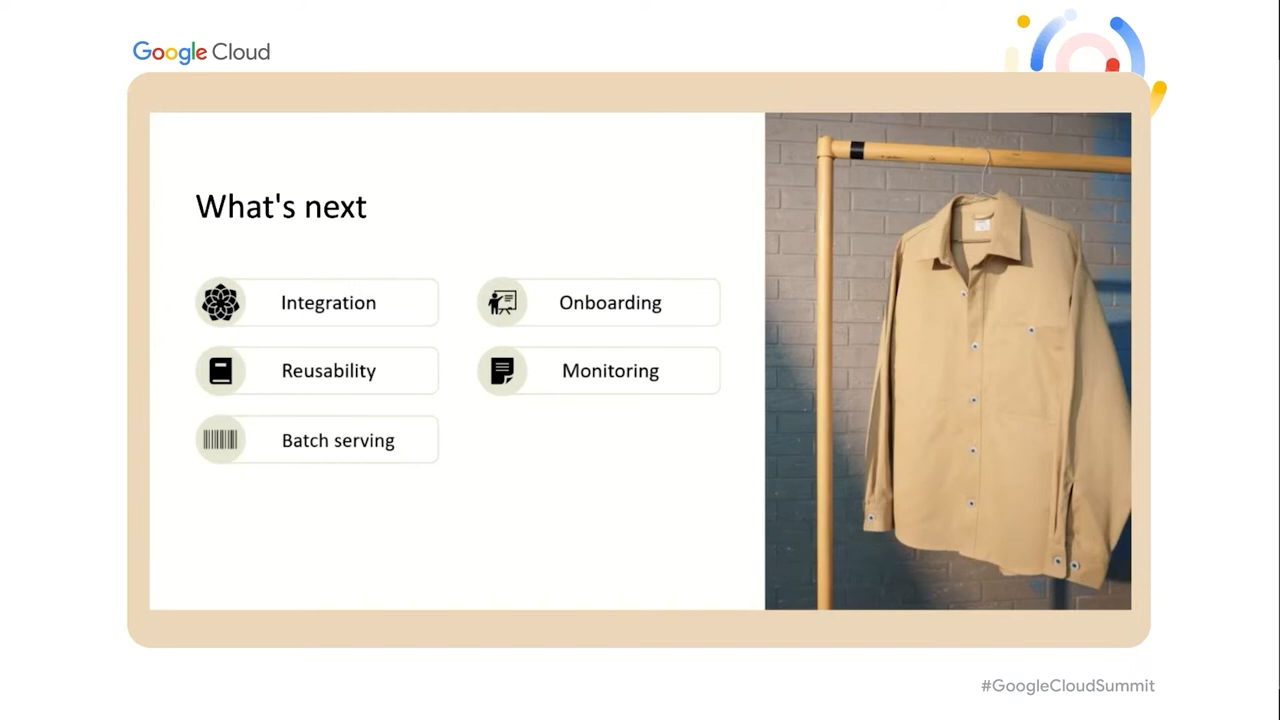 Google Cloud
What's next
Integration
Onboarding
Reusability
Monitoring
Batch serving
#GoogleCloudSummit